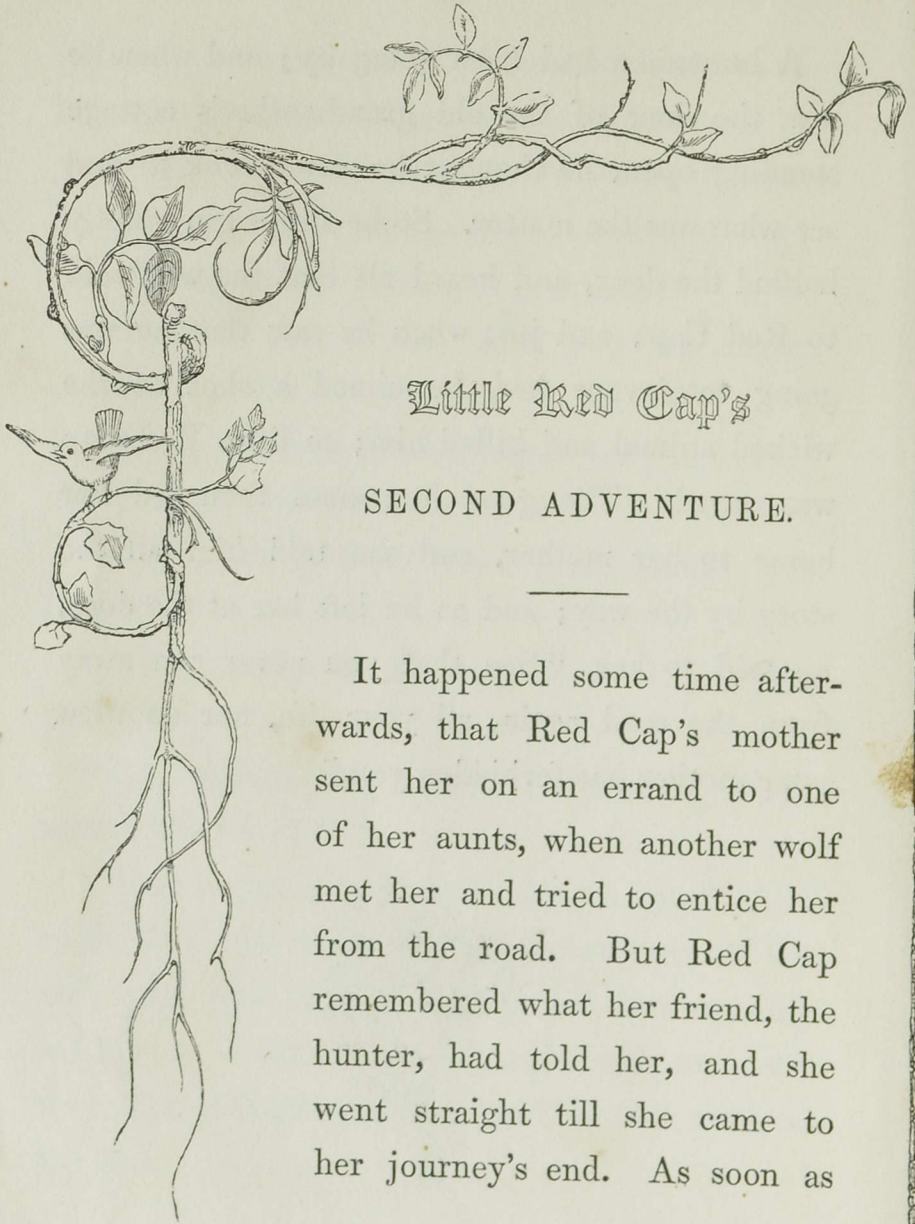 Little Red Cap's
SECOND ADVENTURE.
It happened some time after-
wards, that Red Cap's mother
sent her on an errand to one
of her aunts, when another wolf
met her and tried to entice her
from the road. But Red Cap
remembered what her friend, the
hunter, had told her, and she
went straight till she came to
her journey's end. As soon as